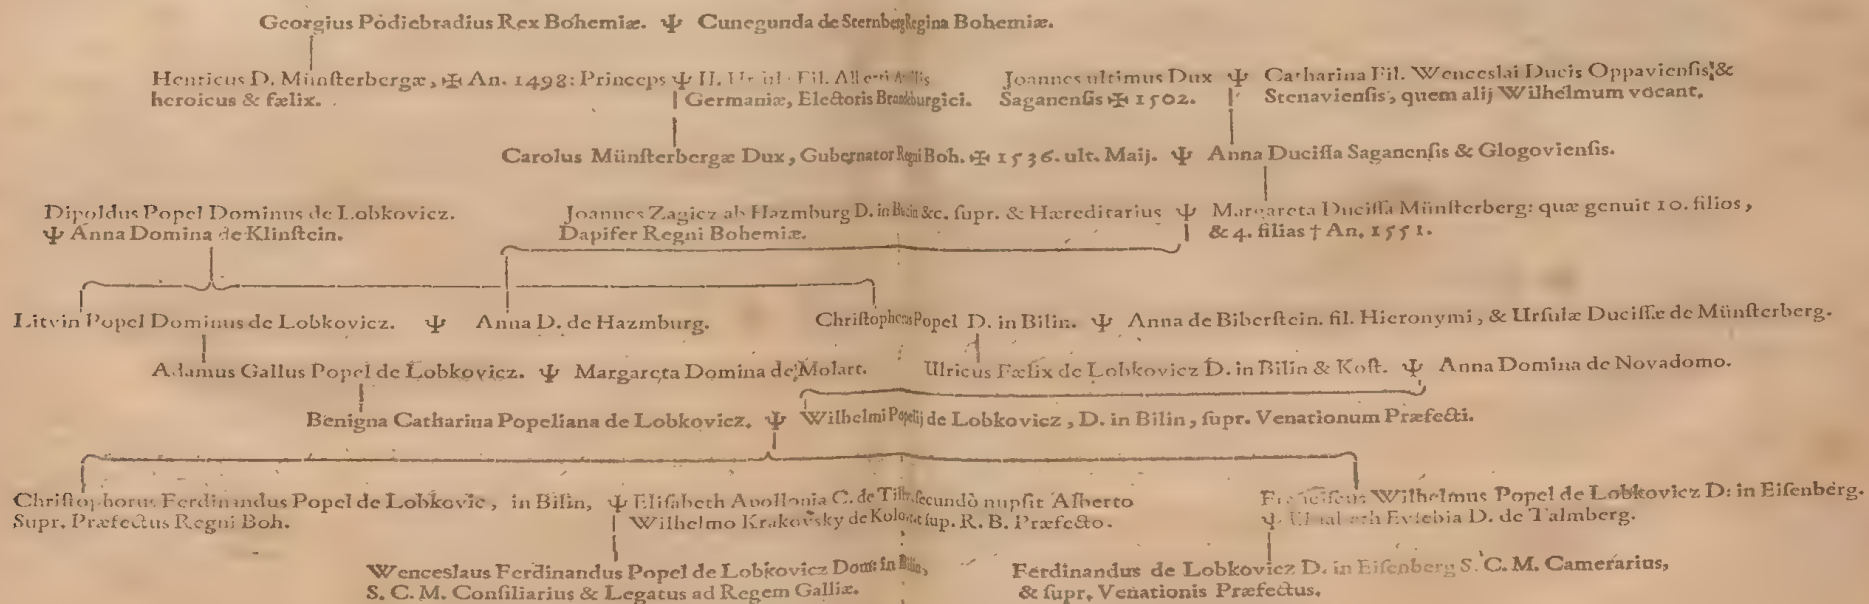 Georgius Podiebradius Rex Bohemiæ. Ψ Cunegunda de Sternberg Regina Bohemiæ.
Henricus D. Münſterbergæ, ✠ An. 1498: Princeps Ψ
heroicus & fælix.
Germaniæ, Electoris Brandeburgici.
Joannes ultimus Dux Ψ
Saganenſis ✠ 1502.
Catharina Fil. Wenceslai Ducis Oppavienſis, &
Stenavienſis, quem alij Wilhelmum vocant.
Carolus Münſterbergæ Dux, Gubernator Regni Boh. ✠ 1536. ult. Maij. Ψ Anna Duciſſa Saganenſis & Glogovienſis.
Dipoldus Popel Dominus de Lobkovicz.
Ψ Anna Domina de Klinſtein.
Joannes Zagicz ab Hazmburg D. in Budin &c. ſupr. & Hæreditarius Ψ
Dapifer Regni Bohemiæ.
Margareta Duciſſa Münſterberg: quæ genuit 10. filios,
& 4. filias † An. 1551.
Litvin Popel Dominus de Lobkovicz. Ψ Anna D. de Hazmburg.
Chriſtophorus Popel D. in Bilin. Ψ Anna de Biberſtein. fil. Hieronymi, & Urſulæ Duciſſæ de Münſterberg.
Adamus Gallus Popel de Lobkovicz. Ψ Margareta Domina de Molart.
Ulricus Fælix de Lobkovicz D. in Bilin & Koſt. Ψ Anna Domina de Novadomo.
Benigna Catharina Popeliana de Lobkovicz. Ψ Wilhelmi Popelij de Lobkovicz, D. in Bilin, ſupr. Venationum Præfecti.
Chriſtophorus Ferdinandus Popel de Lobkovic, in Bilin,
Supr. Præfectus Regni Boh.
Ψ Eliſabeth Apollonia C. de ſecundò nupſit Alberto
Wilhelmo Krakovsky de Kolowrat ſup. R. B. Præfecto.
Franciſcus Wilhelmus Popel de Lobkovicz D: in Eiſenberg.
Ψ D. de Talmberg.
Wenceslaus Ferdinandus Popel de Lobkovicz Dom: in Bilin,
S. C. M. Conſiliarius & Legatus ad Regem Galliæ.
Ferdinandus de Lobkovicz D. in Eiſenberg S. C. M. Camerarius,
& ſupr. Venationis Præfectus.